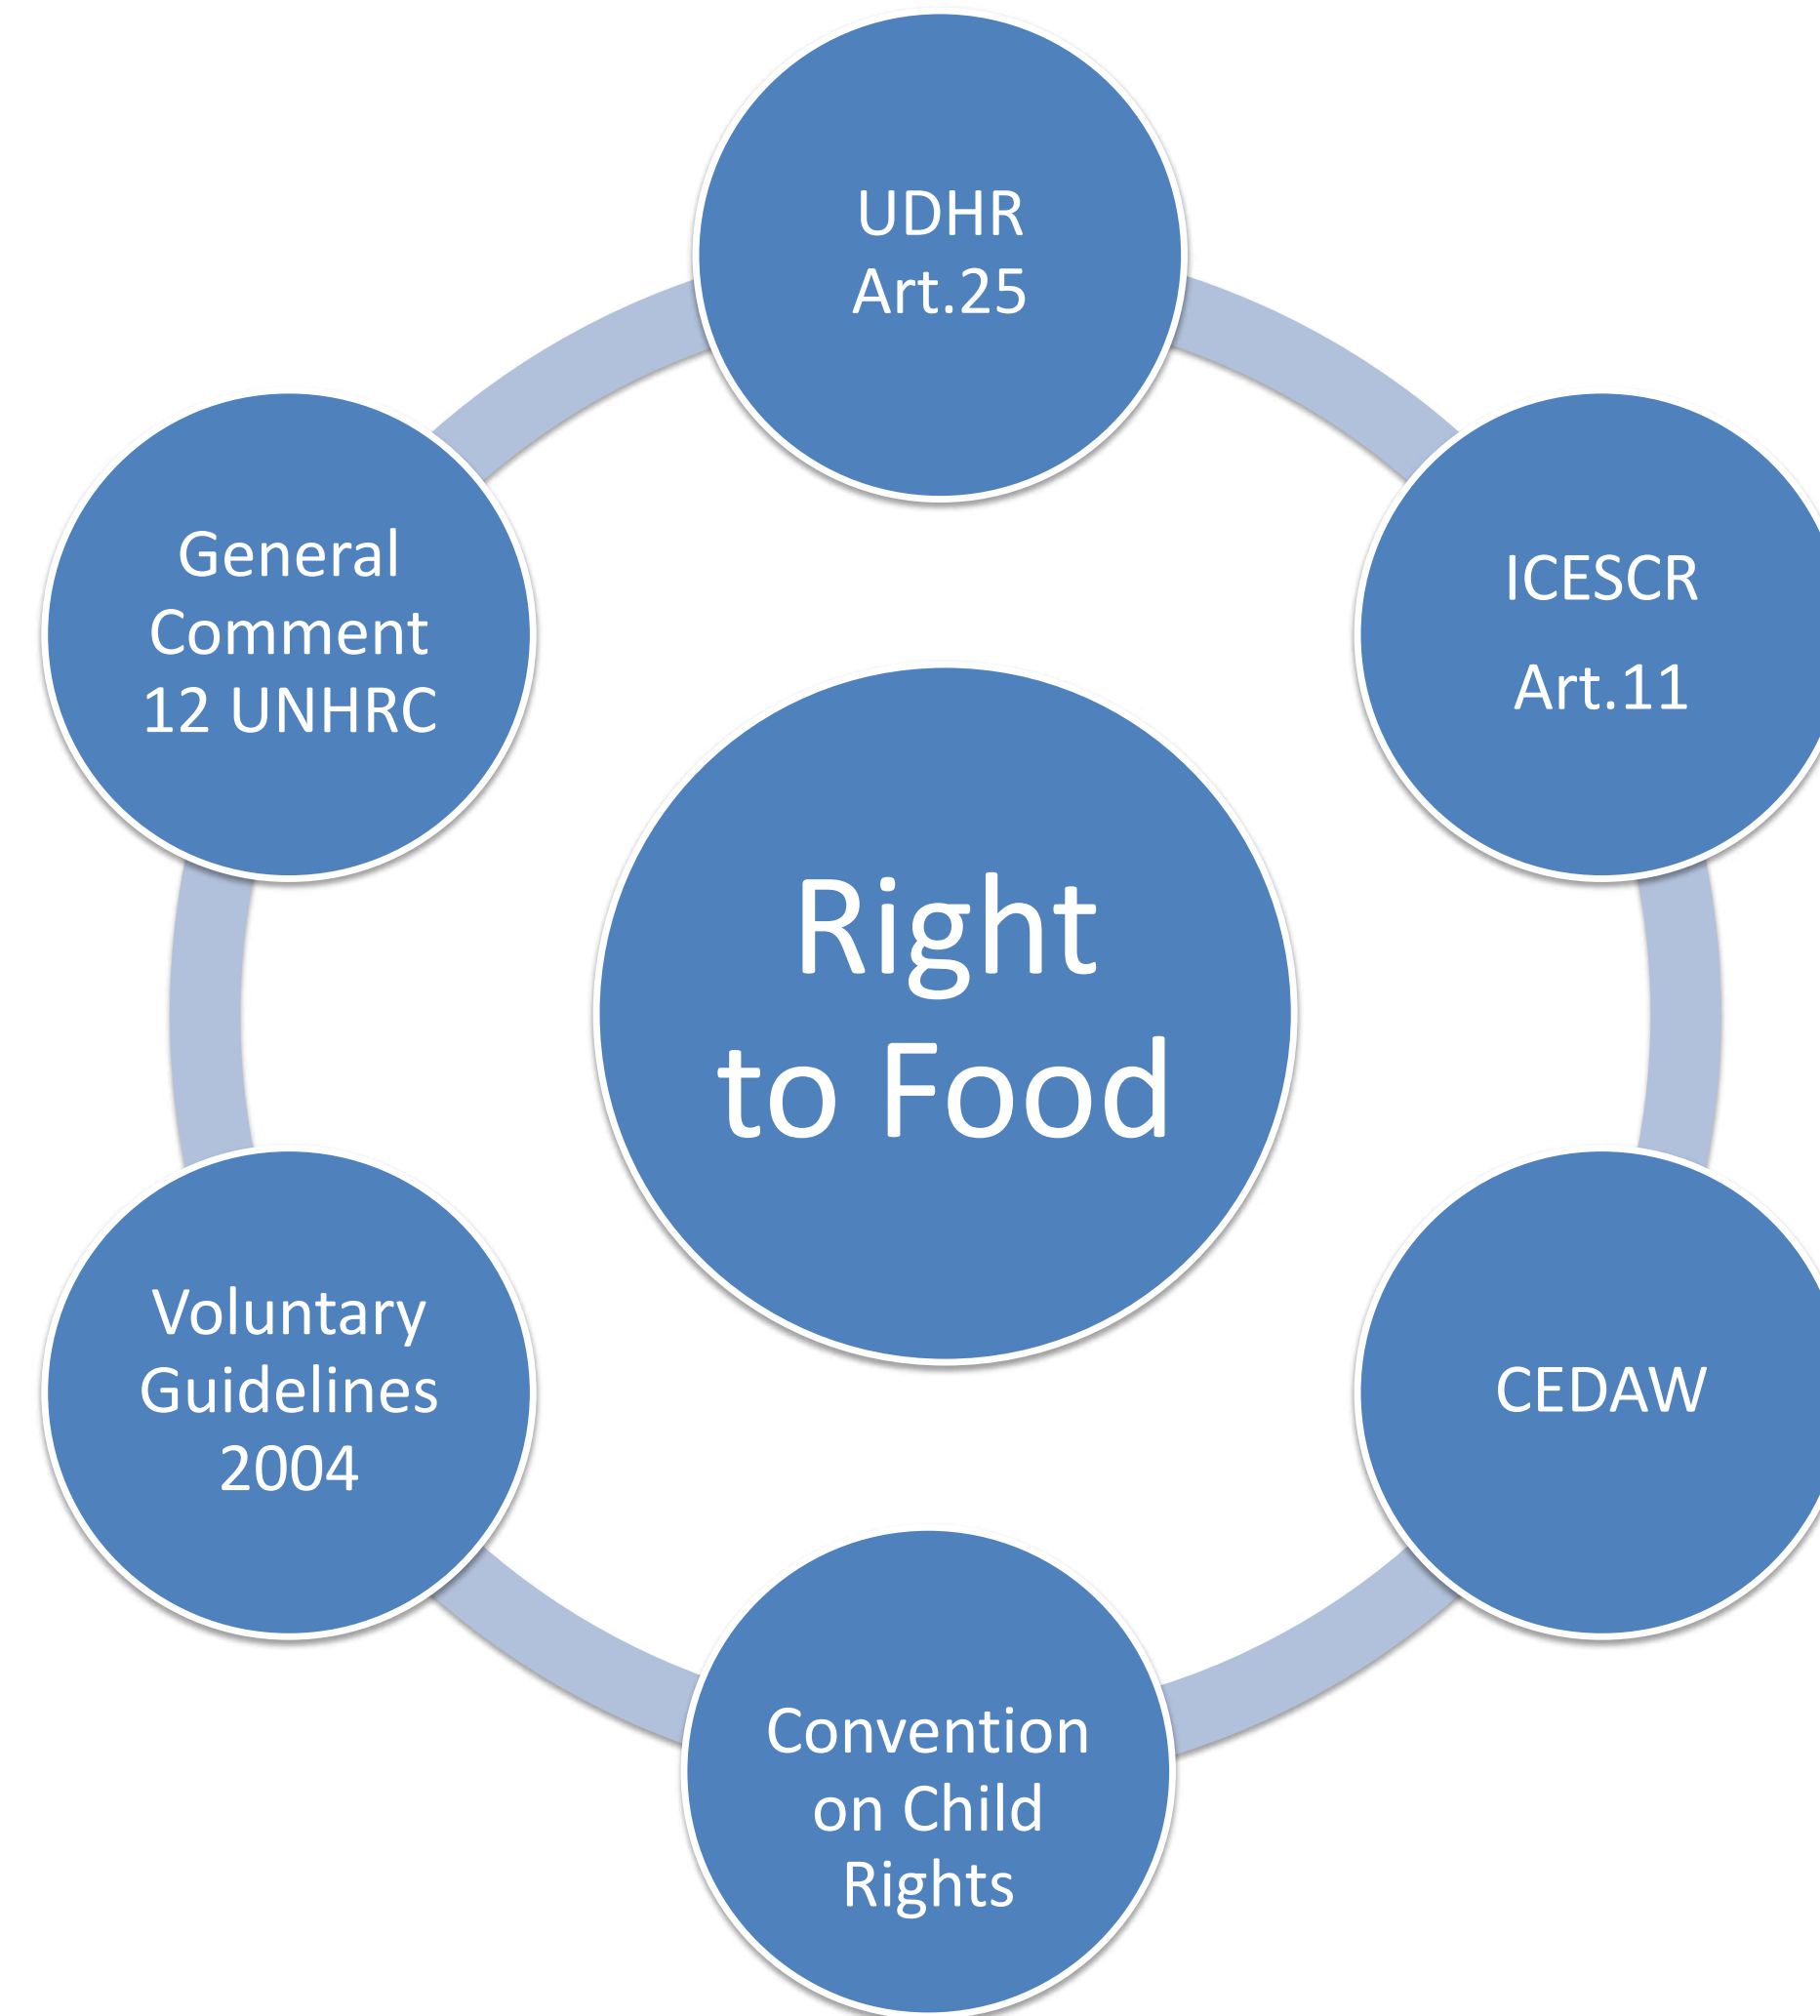 UDHR
Art.25
ICESCR
Art.11
CEDAW
Convention
on Child
Rights
Voluntary
Guidelines
2004
General
Comment
12 UNHRC
Right
to Food